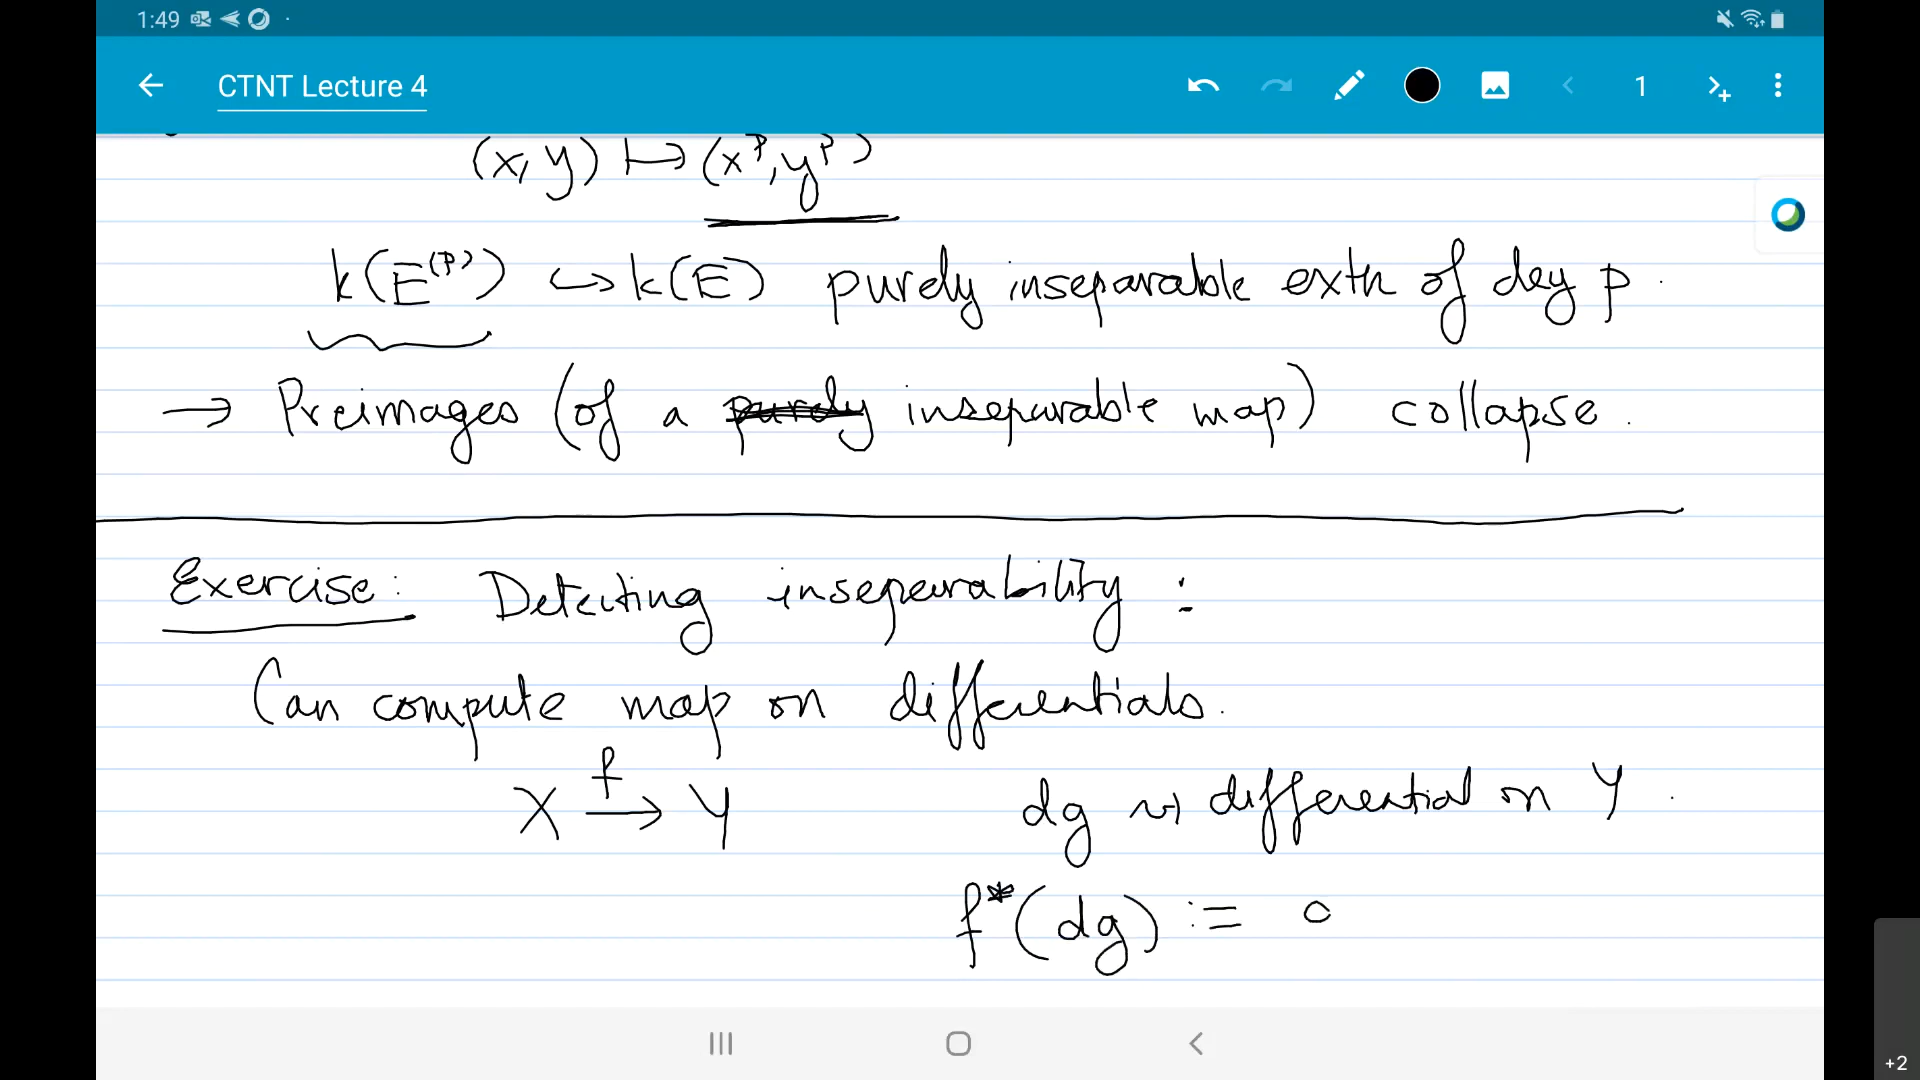 1:49
CTNT Lecture 4
1
(x, y) ↦ (x^p, y^p)
k(E^(p)) ↪ k(E) purely inseparable extn of deg p.
→ Preimages (of a purely inseparable map) collapse.
Exercise: Detecting inseparability:
Can compute map on differentials.
X →^f Y dg ⇝ differential on Y.
f*(dg) :=
+2